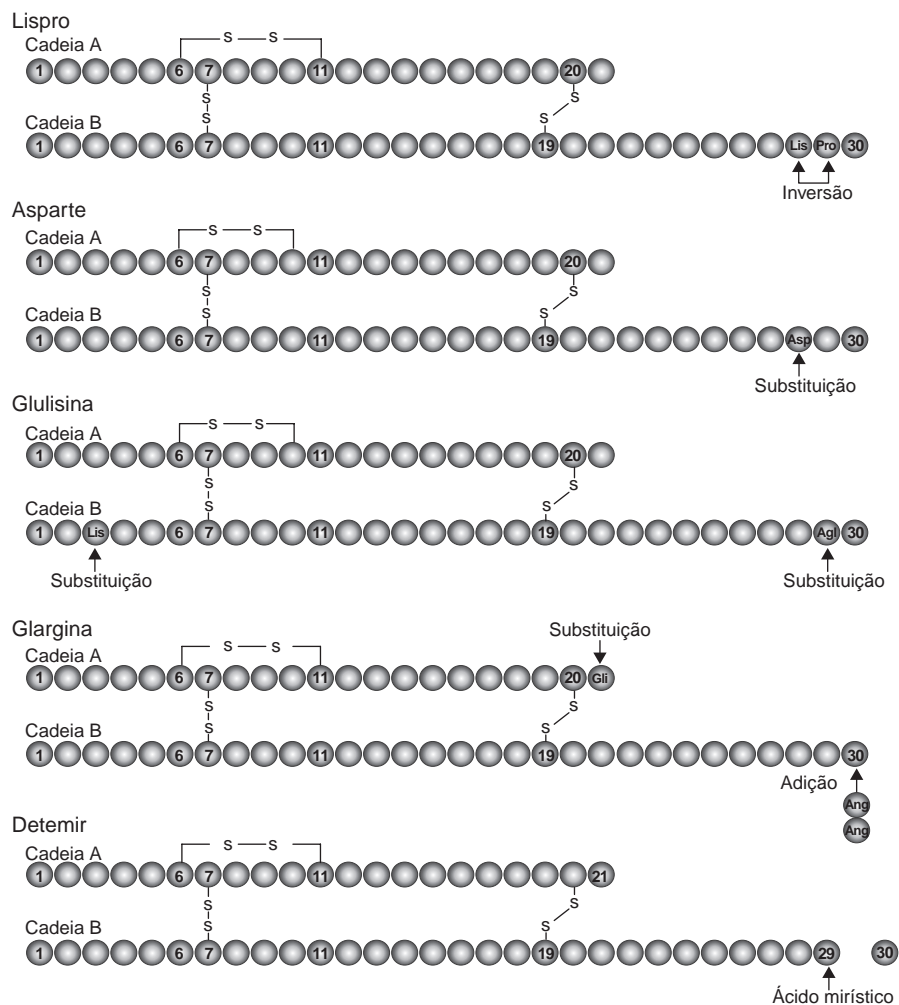 Lispro
Cadeia A
S S
1 6 7 11 20
S S S
S
Cadeia B
1 6 7 11 19 Lis Pro 30
Inversão
Asparte
Cadeia A
S S
1 6 7 11 20
S S
S S
Cadeia B
1 6 7 11 19 Asp 30
Substituição
Glulisina
Cadeia A
S S
1 6 7 11 20
S S
S S
Cadeia B
1 Lis 6 7 11 19 Agl 30
Substituição Substituição
Glargina Substituição
Cadeia A
S S
1 6 7 11 20 Gli
S S
S S
Cadeia B
1 6 7 11 19 30
Adição
Ang
Ang
Detemir
Cadeia A
S S
1 6 7 11 21
S S
S S
Cadeia B
1 6 7 11 19 29 30
Ácido mirístico